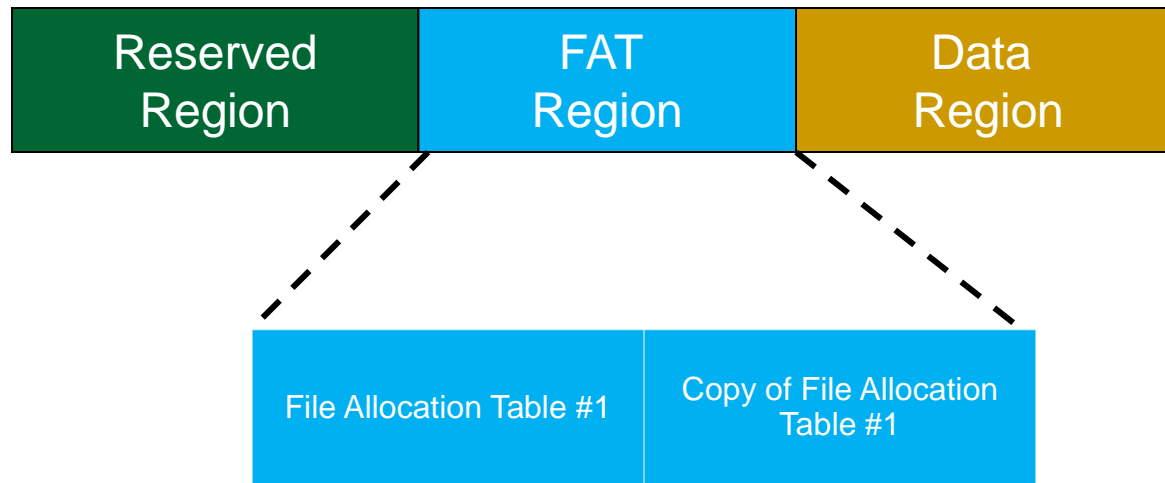 Reserved
Region
FAT
Region
Data
Region
File Allocation Table #1
Copy of File Allocation
Table #1